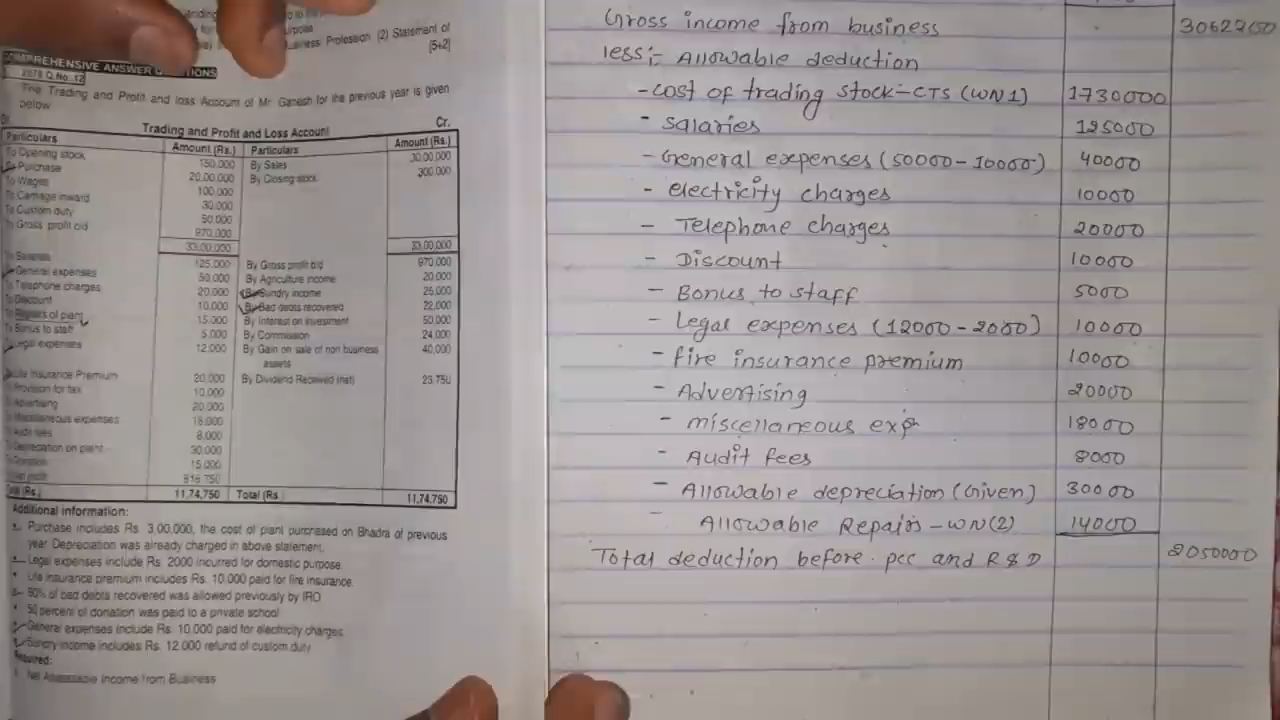 purpose
Business Profession (2) Statement of
[5+2]
COMPREHENSIVE ANSWER QUESTIONS
2078 Q.No. 12
The Trading and Profit and loss Account of Mr. Ganesh for the previous year is given
below
Trading and Profit and Loss Account
Cr.
Particulars Amount (Rs.) Particulars Amount (Rs.)
To Opening stock 150,000 By Sales 30,00,000
Purchase 20,00,000 By Closing stock 300,000
To Wages 100,000
To Carriage inward 30,000
To Custom duty 50,000
To Gross profit c/d 970,000
33,00,000 33,00,000
To Salaries 125,000 By Gross profit b/d 970,000
General expenses 50,000 By Agriculture income 20,000
To Telephone charges 20,000 By Sundry income 25,000
To Discount 10,000 By Bad debts recovered 22,000
To Repairs of plant 15,000 By Interest on investment 50,000
To Bonus to staff 5,000 By Commission 24,000
Legal expenses 12,000 By Gain on sale of non business 40,000
assets
Life Insurance Premium 20,000 By Dividend Received (net) 23,750
Provision for tax 10,000
Advertising 20,000
Miscellaneous expenses 18,000
Audit fees 8,000
Depreciation on plant 30,000
Donation 15,000
profit 816,750
Total (Rs.) 11,74,750 Total (Rs. 11,74,750
Additional information:
Purchase includes Rs. 3,00,000, the cost of plant purchased on Bhadra of previous
year. Depreciation was already charged in above statement.
Legal expenses include Rs. 2000 incurred for domestic purpose.
Life insurance premium includes Rs. 10,000 paid for fire insurance.
bad debts recovered was allowed previously by IRO
50 percent of donation was paid to a private school
General expenses include Rs. 10,000 paid for electricity charges
Sundry income includes Rs. 12,000 refund of custom duty
Required:
Net Assessable Income from Business
Gross income from business 3062750
less:- Allowable deduction
-cost of trading stock-CTS (WN1) 1730000
- salaries 125000
- General expenses (50000-10000) 40000
- electricity charges 10000
- Telephone charges 20000
- Discount 10000
- Bonus to staff 5000
- Legal expenses (12000-2000) 10000
- fire insurance premium 10000
- Advertising 20000
- miscellaneous exp 18000
- Audit fees 8000
- Allowable depreciation (Given) 30000
- Allowable Repairs-WN(2) 14000
Total deduction before pcc and R & D 2050000